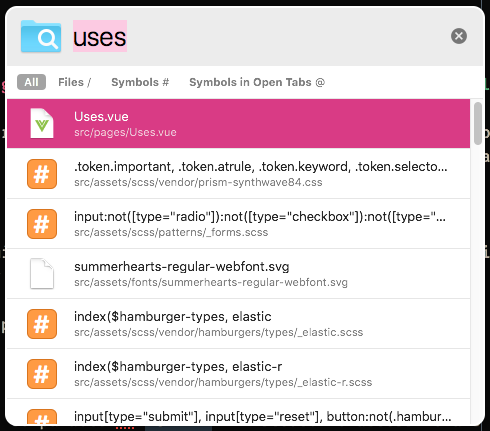 uses
All Files / Symbols # Symbols in Open Tabs @
Uses.vue
src/pages/Uses.vue
.token.important, .token.atrule, .token.keyword, .token.selecto...
src/assets/scss/vendor/prism-synthwave84.css
input:not([type="radio"]):not([type="checkbox"]):not([type="...
src/assets/scss/patterns/_forms.scss
summerhearts-regular-webfont.svg
src/assets/fonts/summerhearts-regular-webfont.svg
index($hamburger-types, elastic
src/assets/scss/vendor/hamburgers/types/_elastic.scss
index($hamburger-types, elastic-r
src/assets/scss/vendor/hamburgers/types/_elastic-r.scss
input[type="submit"], input[type="reset"], button:not(.hambur...